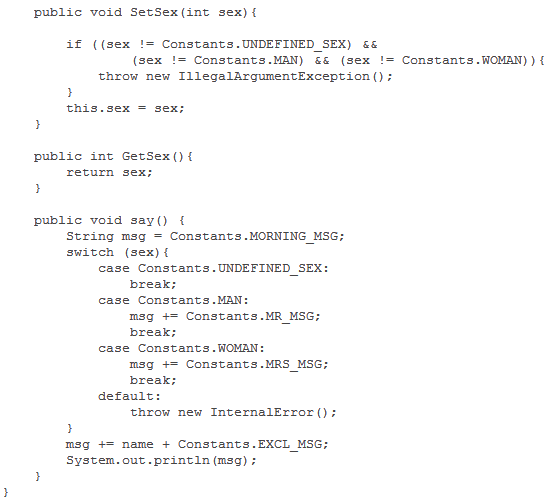 public void SetSex(int sex){

        if ((sex != Constants.UNDEFINED_SEX) &&
                (sex != Constants.MAN) && (sex != Constants.WOMAN)){
            throw new IllegalArgumentException();
        }
        this.sex = sex;
    }

    public int GetSex(){
        return sex;
    }

    public void say() {
        String msg = Constants.MORNING_MSG;
        switch (sex){
            case Constants.UNDEFINED_SEX:
                break;
            case Constants.MAN:
                msg += Constants.MR_MSG;
                break;
            case Constants.WOMAN:
                msg += Constants.MRS_MSG;
                break;
            default:
                throw new InternalError();
        }
        msg += name + Constants.EXCL_MSG;
        System.out.println(msg);
    }
}